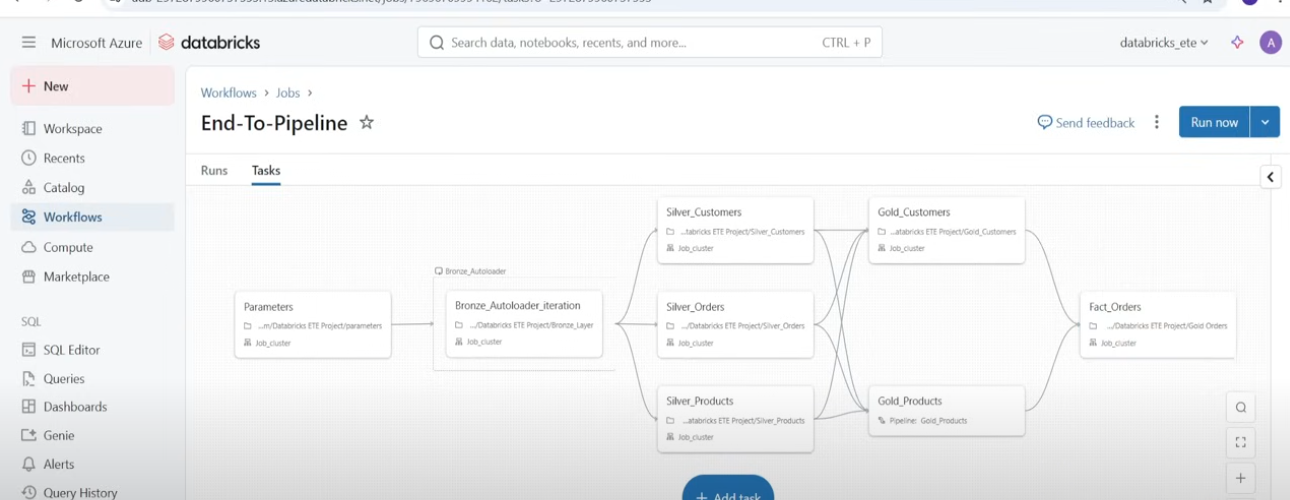 Microsoft Azure
databricks
Search data, notebooks, recents, and more...
CTRL + P
databricks_ete
A
New
Workspace
Recents
Catalog
Workflows
Compute
Marketplace
SQL
SQL Editor
Queries
Dashboards
Genie
Alerts
Query History
Workflows > Jobs >
End-To-Pipeline
Send feedback
Run now
Runs
Tasks
Parameters
...m/Databricks ETE Project/parameters
Job_cluster
Bronze_Autoloader
Bronze_Autoloader_iteration
.../Databricks ETE Project/Bronze_Layer
Job_cluster
Silver_Customers
...tabricks ETE Project/Silver_Customers
Job_cluster
Silver_Orders
.../Databricks ETE Project/Silver_Orders
Job_cluster
Silver_Products
...atabricks ETE Project/Silver_Products
Job_cluster
Gold_Customers
...atabricks ETE Project/Gold_Customers
Job_cluster
Gold_Products
Pipeline: Gold_Products
Fact_Orders
.../Databricks ETE Project/Gold Orders
Job_cluster
+ Add task